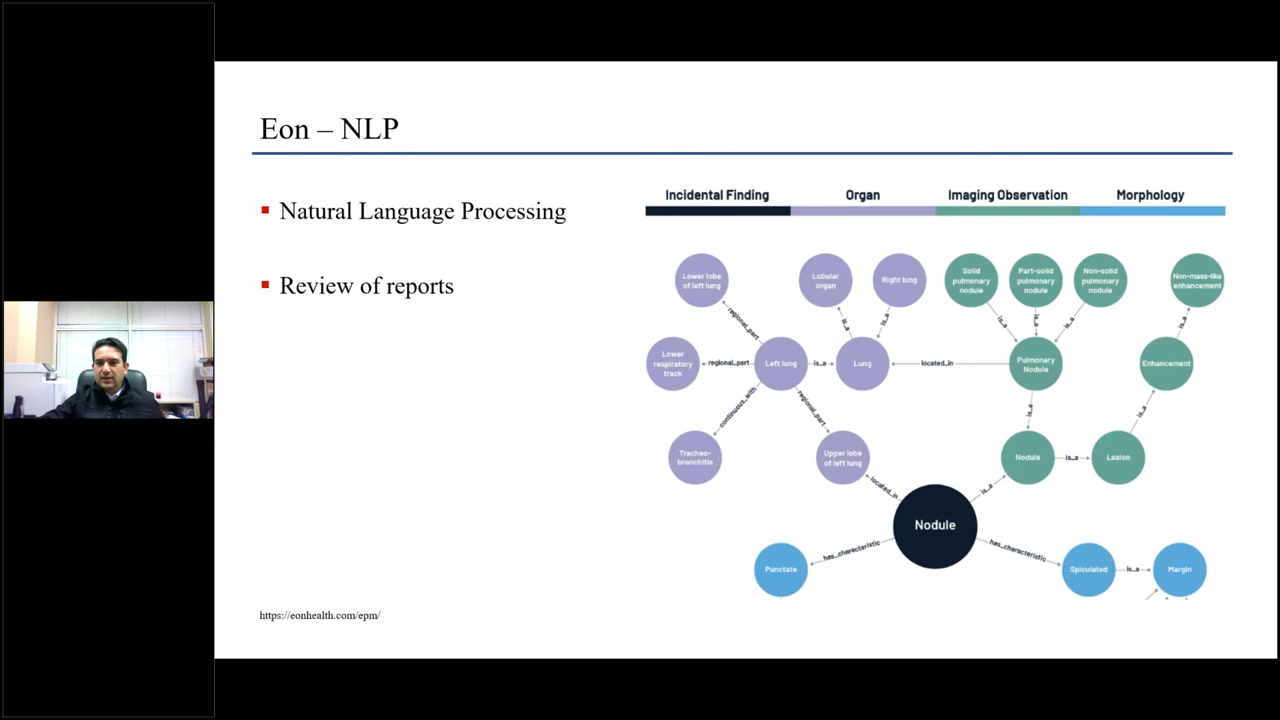 Eon – NLP
Natural Language Processing
Review of reports
https://eonhealth.com/epm/
Incidental Finding
Organ
Imaging Observation
Morphology
Lower lobe
of left lung
Lobular
organ
Right lung
Solid
pulmonary
nodule
Part-solid
pulmonary
nodule
Non-solid
pulmonary
nodule
Non-mass-like
enhancement
regional_part
is_a
is_a
is_a
is_a
is_a
is_a
Lower
respiratory
track
regional_part
Left lung
is_a
Lung
located_in
Pulmonary
Nodule
Enhancement
continuous_with
regional_part
is_a
is_a
Tracheo-
bronchitis
Upper lobe
of left lung
Nodule
is_a
Lesion
located_in
is_a
Nodule
has_characteristic
has_characteristic
Punctate
Spiculated
is_a
Margin